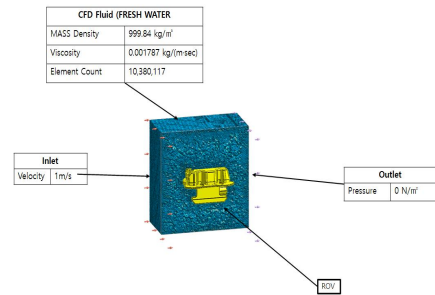 CFD Fluid (FRESH WATER
MASS Density 999.84 kg/m³
Viscosity 0.001787 kg/(m·sec)
Element Count 10,380,117
Inlet
Velocity 1m/s
Outlet
Pressure 0 N/m²
ROV